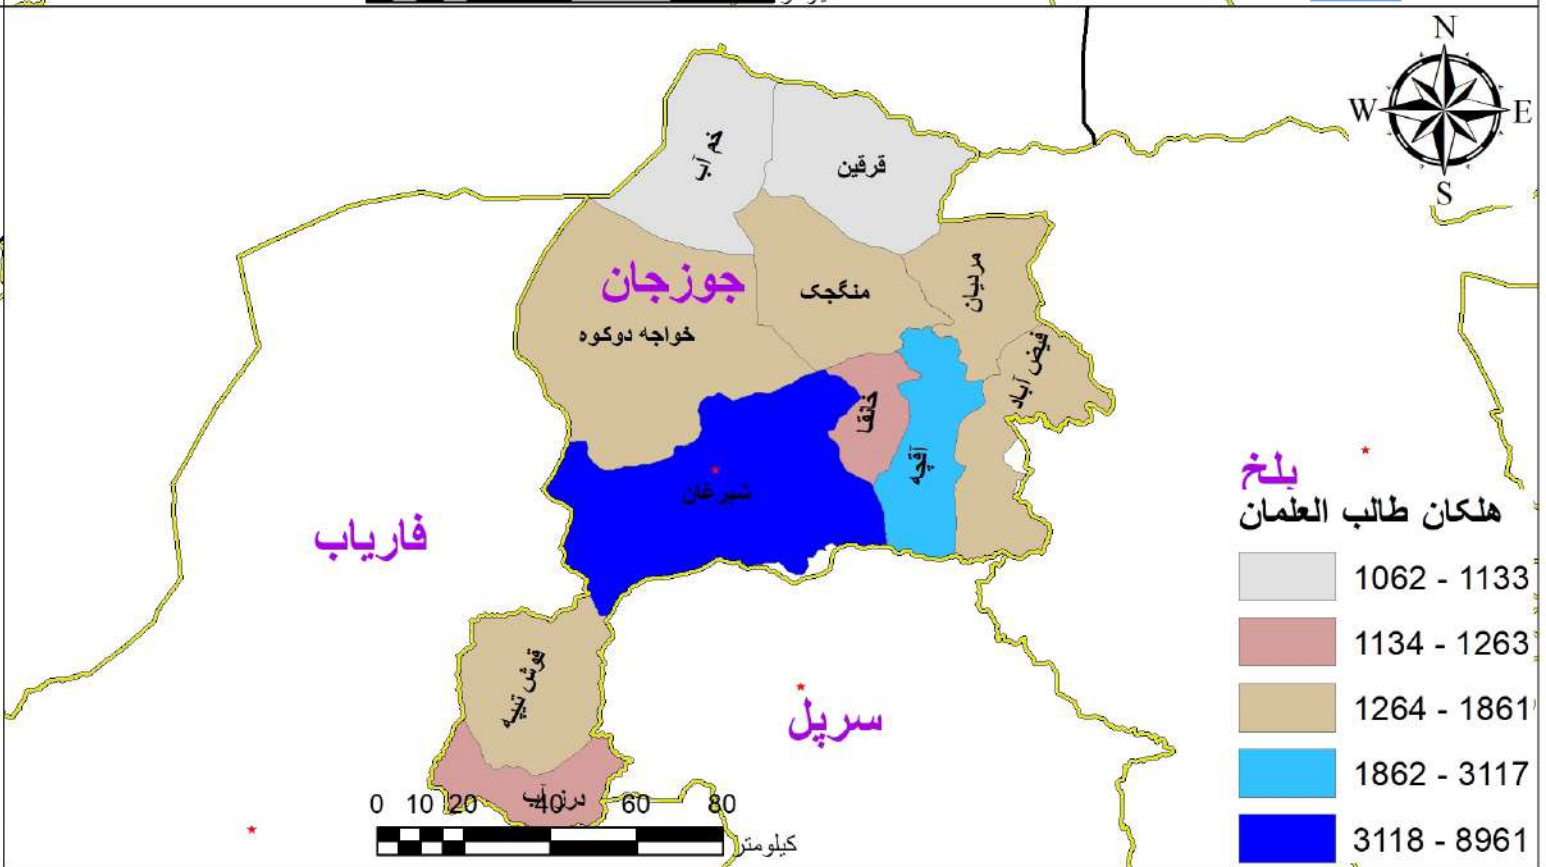 N
W E
S
خم آب
قرقین
جوزجان
منگجک
مردیان
خواجه دوکوه
فیض آباد
خانقا
آقچه
شبرغان
بلخ
فاریاب
هلکان طالب العلمان
1062 - 1133
1134 - 1263
1264 - 1861
1862 - 3117
3118 - 8961
قوش تیپه
سرپل
درز آب
0 10 20 40 60 80
کیلومتر